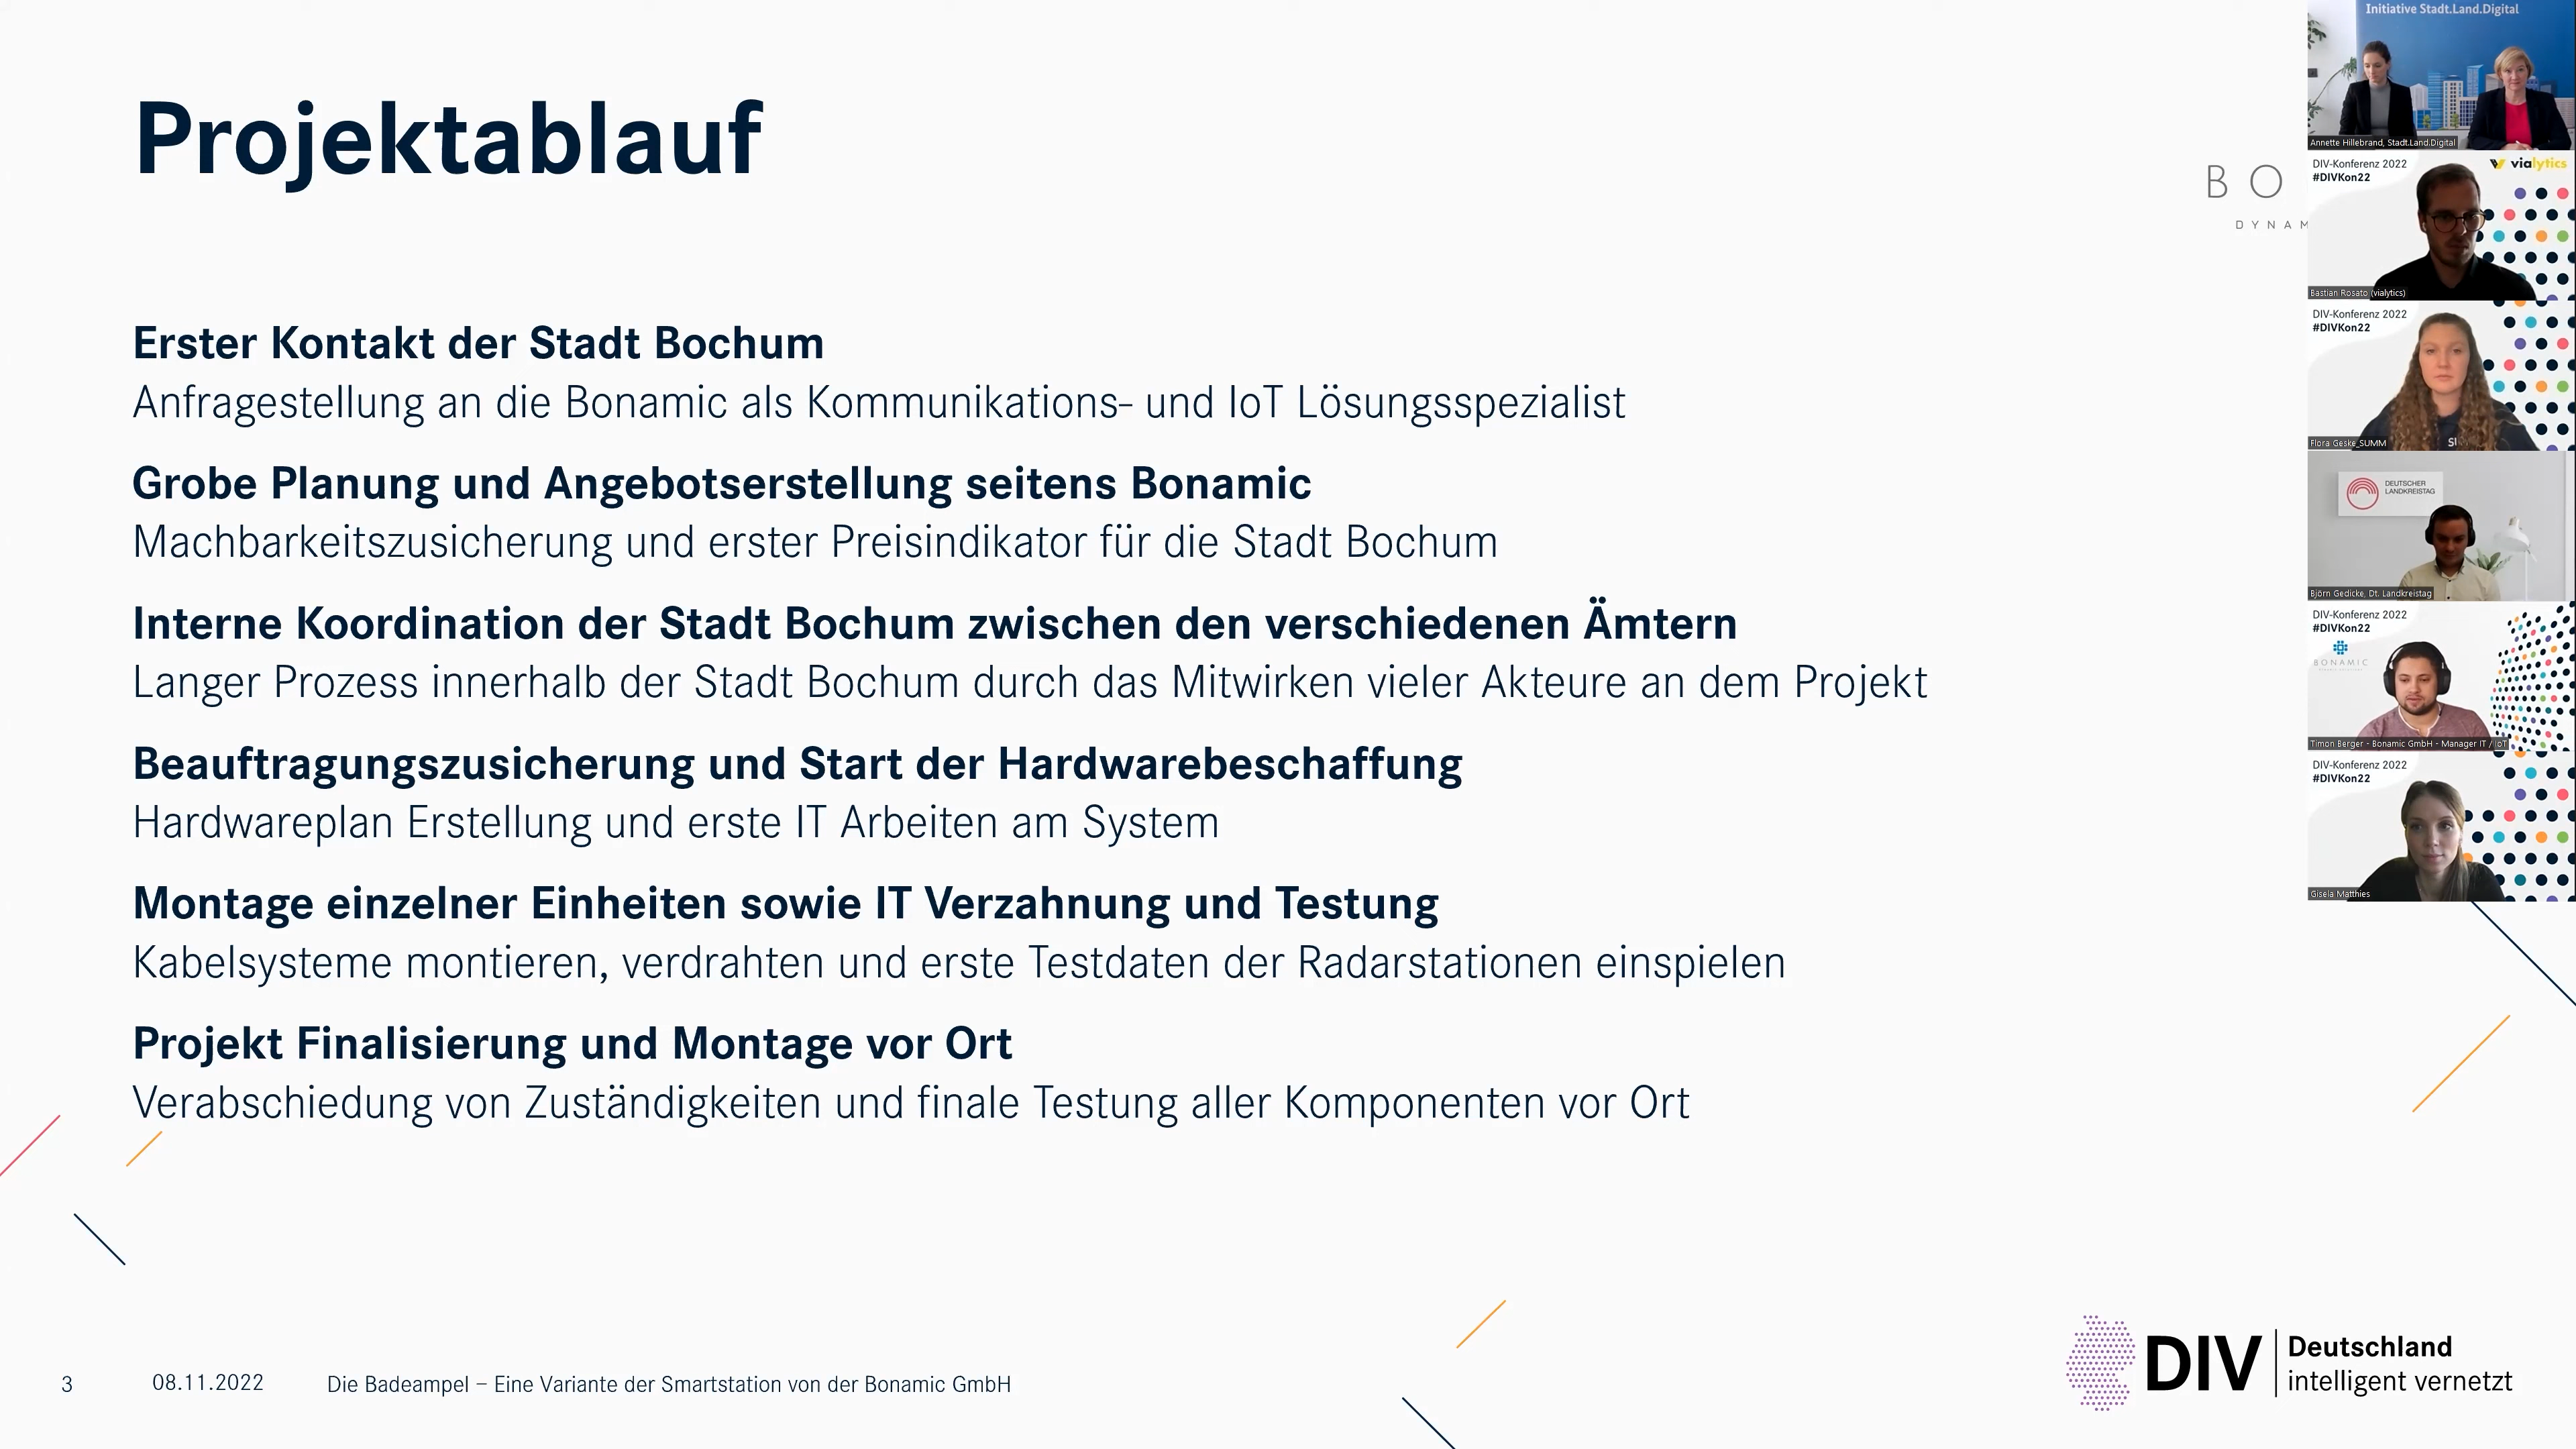 Projektablauf
BO
DYNAM
Erster Kontakt der Stadt Bochum
Anfragestellung an die Bonamic als Kommunikations- und IoT Lösungsspezialist
Grobe Planung und Angebotserstellung seitens Bonamic
Machbarkeitszusicherung und erster Preisindikator für die Stadt Bochum
Interne Koordination der Stadt Bochum zwischen den verschiedenen Ämtern
Langer Prozess innerhalb der Stadt Bochum durch das Mitwirken vieler Akteure an dem Projekt
Beauftragungszusicherung und Start der Hardwarebeschaffung
Hardwareplan Erstellung und erste IT Arbeiten am System
Montage einzelner Einheiten sowie IT Verzahnung und Testung
Kabelsysteme montieren, verdrahten und erste Testdaten der Radarstationen einspielen
Projekt Finalisierung und Montage vor Ort
Verabschiedung von Zuständigkeiten und finale Testung aller Komponenten vor Ort
3
08.11.2022
Die Badeampel – Eine Variante der Smartstation von der Bonamic GmbH
DIV
Deutschland
intelligent vernetzt
Initiative Stadt.Land.Digital
Annette Hillebrand, Stadt.Land.Digital
DIV-Konferenz 2022
#DIVKon22
vialytics
Bastian Rosato (vialytics)
DIV-Konferenz 2022
#DIVKon22
Flora Geske_SUMM
DEUTSCHER
LANDKREISTAG
Björn Gedicke, Dt. Landkreistag
DIV-Konferenz 2022
#DIVKon22
BONAMIC
Timon Berger - Bonamic GmbH - Manager IT / IoT
DIV-Konferenz 2022
#DIVKon22
Gisela Matthies